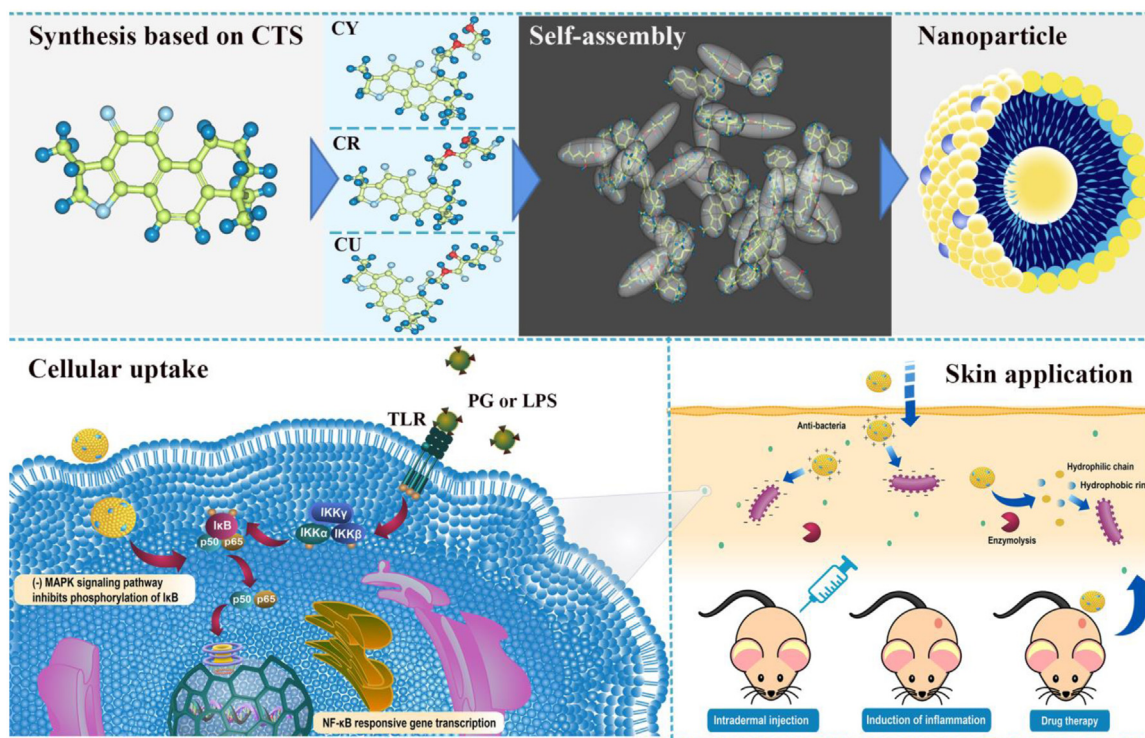 Synthesis based on CTS
CY
CR
CU
Self-assembly
Nanoparticle
Cellular uptake
PG or LPS
TLR
IKKγ
IKKα
IKKβ
IκB
p50
p65
(-) MAPK signaling pathway
inhibits phosphorylation of IκB
p50
p65
NF-κB responsive gene transcription
Skin application
Anti-bacteria
Hydrophilic chain
Hydrophobic rin
Enzymolysis
Intradermal injection
Induction of inflammation
Drug therapy